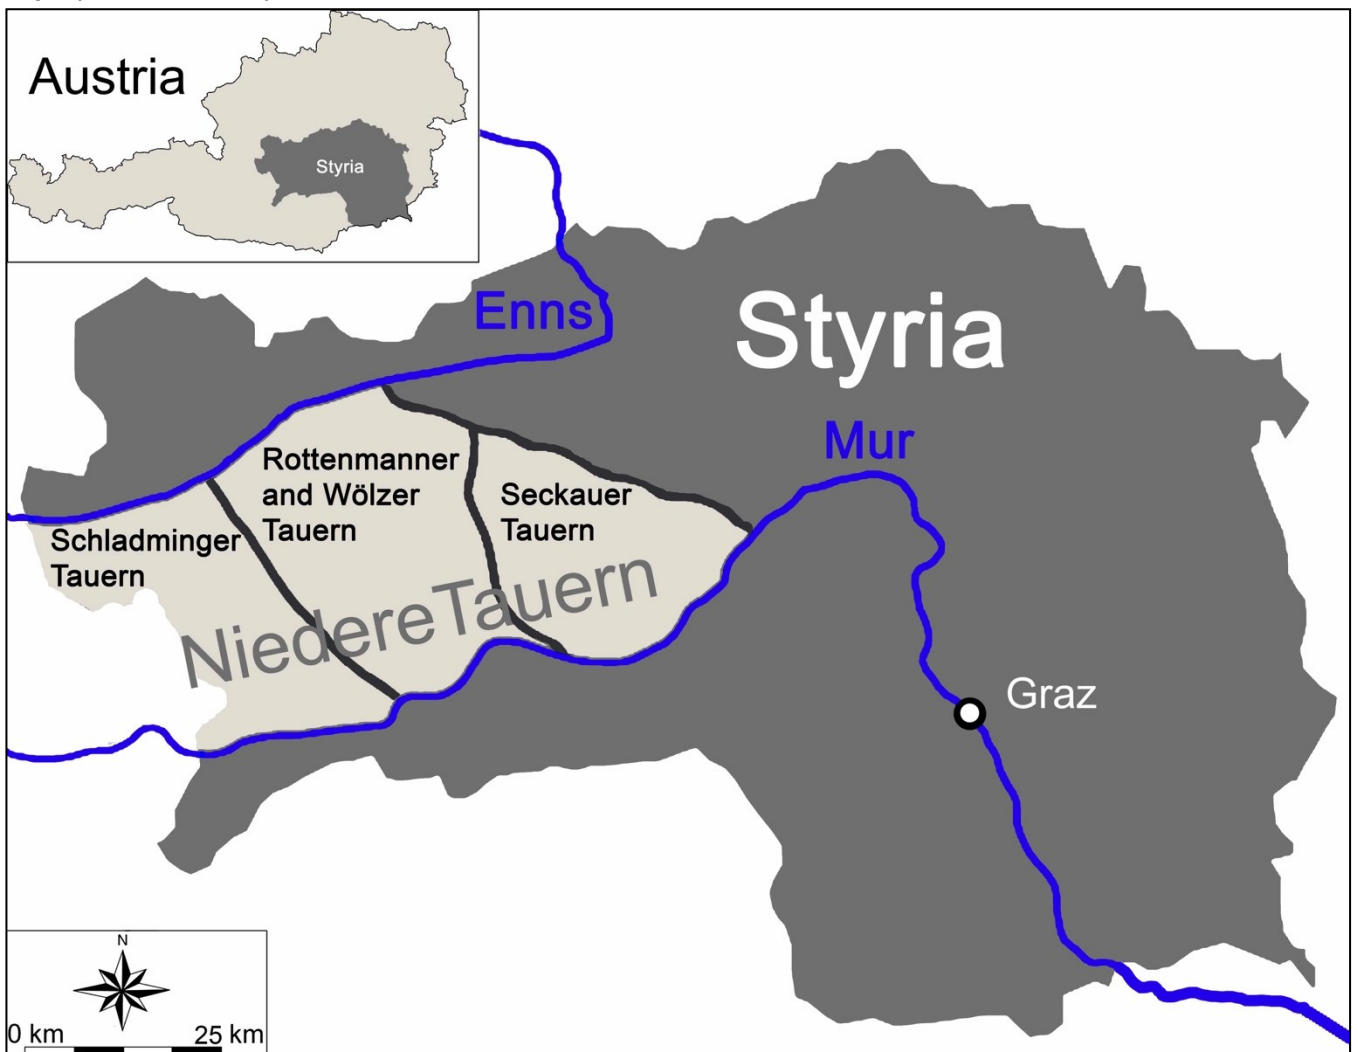 Austria
Styria
Enns
Styria
Mur
Rottenmanner
and Wölzer
Tauern
Seckauer
Tauern
Schladminger
Tauern
NiedereTauern
Graz
N
0 km 25 km